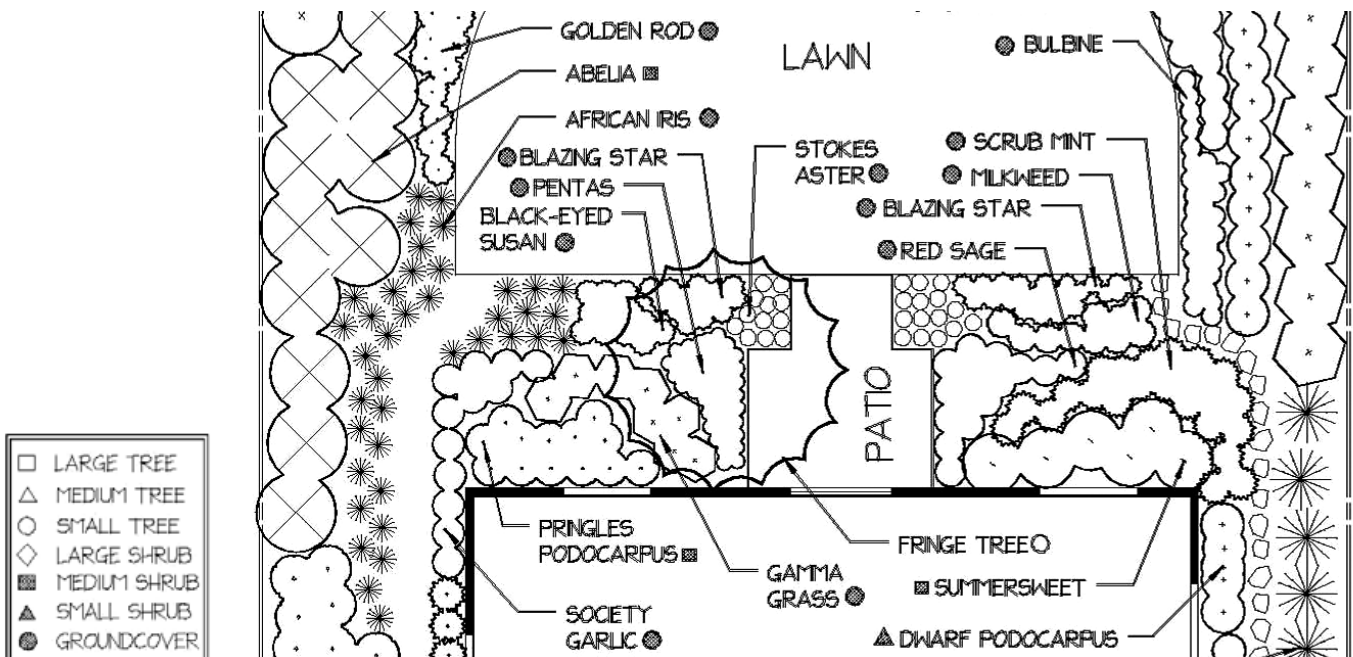 GOLDEN ROD
ABELIA
AFRICAN IRIS
BLAZING STAR
PENTAS
BLACK-EYED
SUSAN
LAWN
STOKES
ASTER
BULBINE
SCRUB MINT
MILKWEED
BLAZING STAR
RED SAGE
PATIO
LARGE TREE
MEDIUM TREE
SMALL TREE
LARGE SHRUB
MEDIUM SHRUB
SMALL SHRUB
GROUNDCOVER
PRINGLES
PODOCARPUS
SOCIETY
GARLIC
GAMMA
GRASS
FRINGE TREE
SUMMERSWEET
DWARF PODOCARPUS